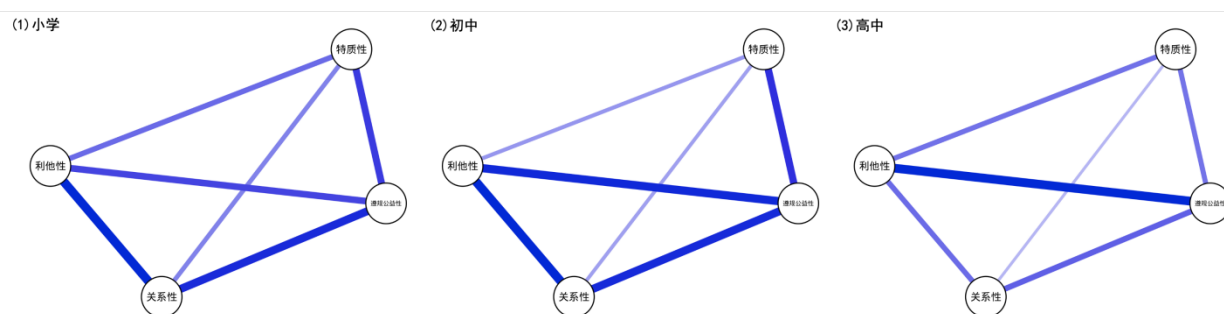 (1)小学
(2)初中
(3)高中
特质性
特质性
特质性
利他性
利他性
利他性
遵规公益性
遵规公益性
遵规公益性
关系性
关系性
关系性